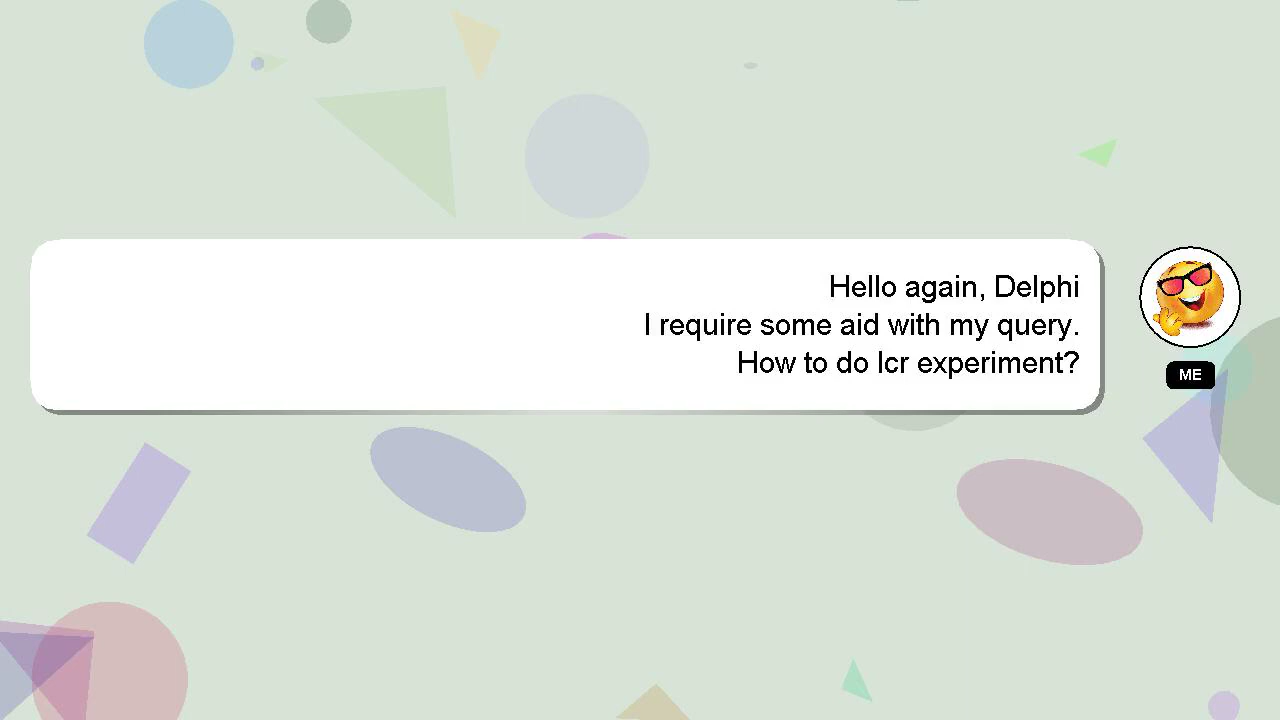 Hello again, Delphi
I require some aid with my query.
How to do lcr experiment?
ME